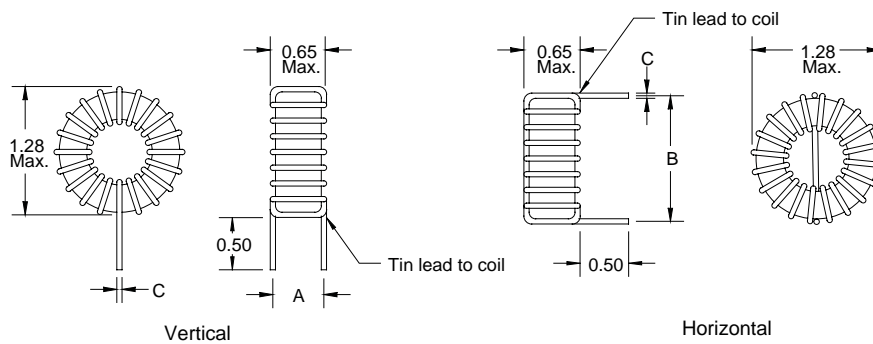 Tin lead to coil
0.65
Max.
0.65
Max.
C
1.28
Max.
1.28
Max.
B
0.50
0.50
Tin lead to coil
C
A
Vertical
Horizontal